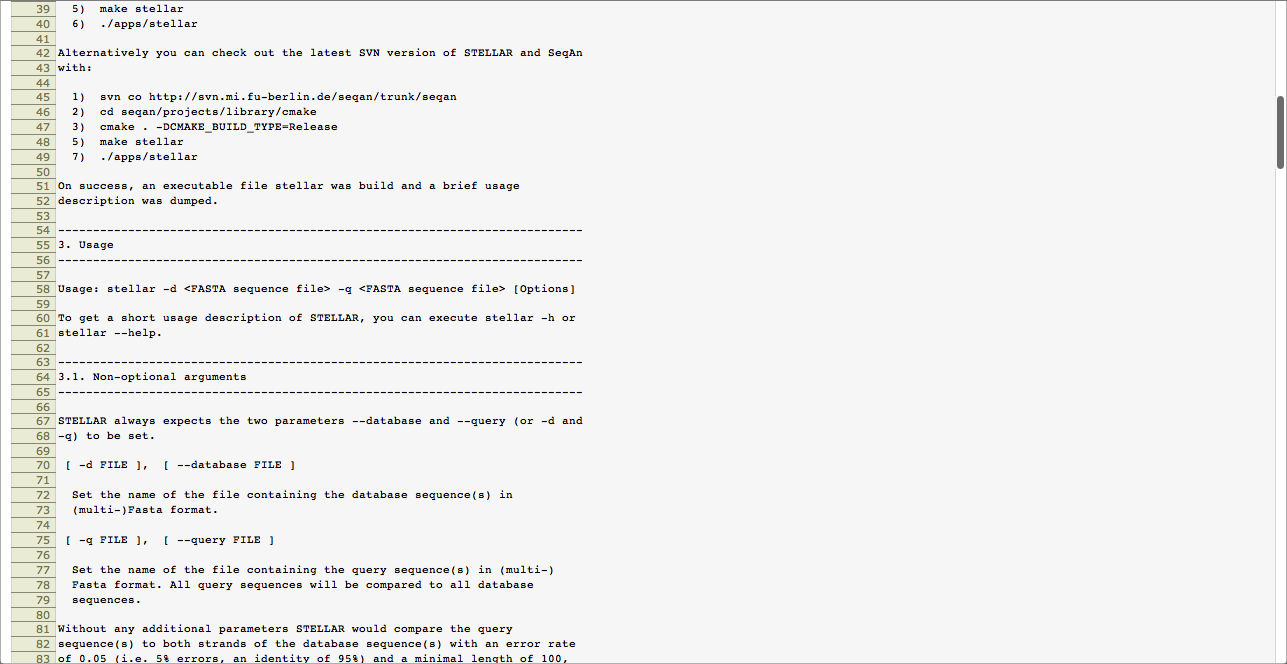 39 5) make stellar
40 6) ./apps/stellar
41
42 Alternatively you can check out the latest SVN version of STELLAR and SeqAn
43 with:
44
45 1) svn co http://svn.mi.fu-berlin.de/seqan/trunk/seqan
46 2) cd seqan/projects/library/cmake
47 3) cmake . -DCMAKE_BUILD_TYPE=Release
48 5) make stellar
49 7) ./apps/stellar
50
51 On success, an executable file stellar was build and a brief usage
52 description was dumped.
53
54 ---------------------------------------------------------------------------
55 3. Usage
56 ---------------------------------------------------------------------------
57
58 Usage: stellar -d <FASTA sequence file> -q <FASTA sequence file> [Options]
59
60 To get a short usage description of STELLAR, you can execute stellar -h or
61 stellar --help.
62
63 ---------------------------------------------------------------------------
64 3.1. Non-optional arguments
65 ---------------------------------------------------------------------------
66
67 STELLAR always expects the two parameters --database and --query (or -d and
68 -q) to be set.
69
70 [ -d FILE ], [ --database FILE ]
71
72 Set the name of the file containing the database sequence(s) in
73 (multi-)Fasta format.
74
75 [ -q FILE ], [ --query FILE ]
76
77 Set the name of the file containing the query sequence(s) in (multi-)
78 Fasta format. All query sequences will be compared to all database
79 sequences.
80
81 Without any additional parameters STELLAR would compare the query
82 sequence(s) to both strands of the database sequence(s) with an error rate
83 of 0.05 (i.e. 5% errors, an identity of 95%) and a minimal length of 100,